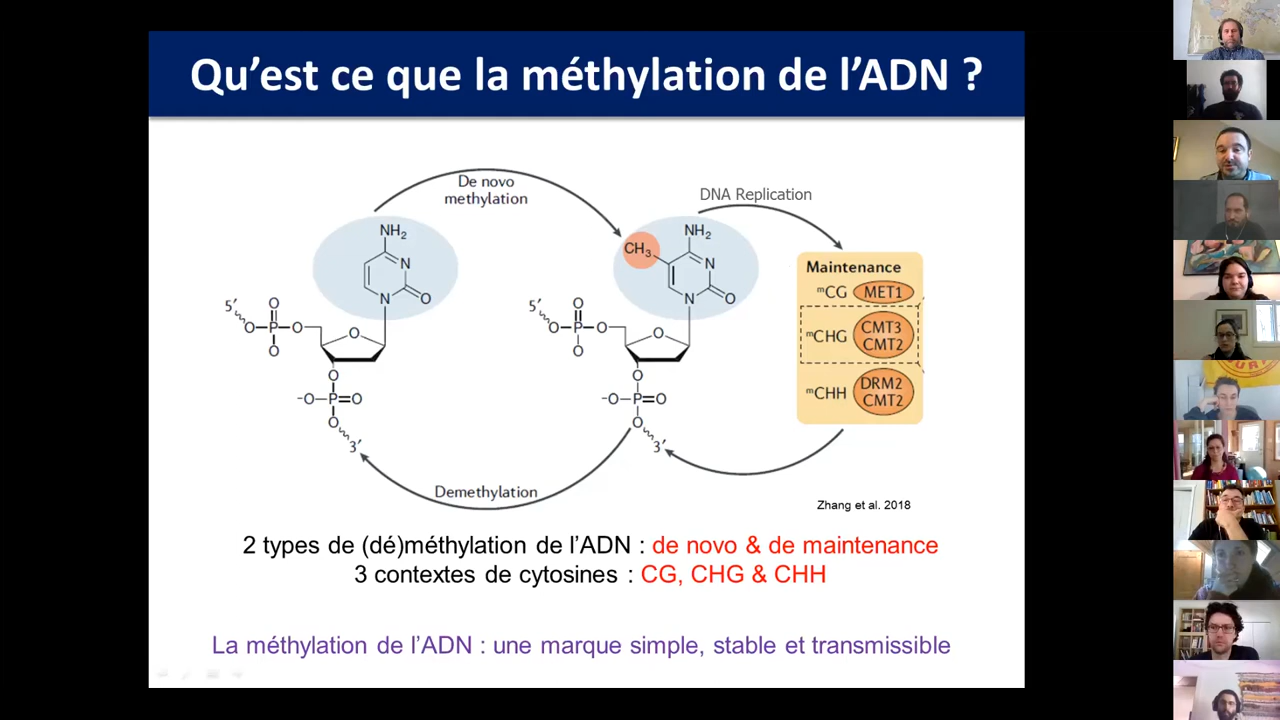 Qu’est ce que la méthylation de l’ADN ?
De novo
methylation
DNA Replication
NH2
N
N
O
5’
O
P
O
O
O
O
O
-O-P=O
O
3’
Demethylation
CH3
NH2
N
N
O
5’
O
P
O
O
O
O
O
-O-P=O
O
3’
Maintenance
mCG MET1
mCHG CMT3
CMT2
mCHH DRM2
CMT2
Zhang et al. 2018
2 types de (dé)méthylation de l’ADN : de novo & de maintenance
3 contextes de cytosines : CG, CHG & CHH
La méthylation de l’ADN : une marque simple, stable et transmissible